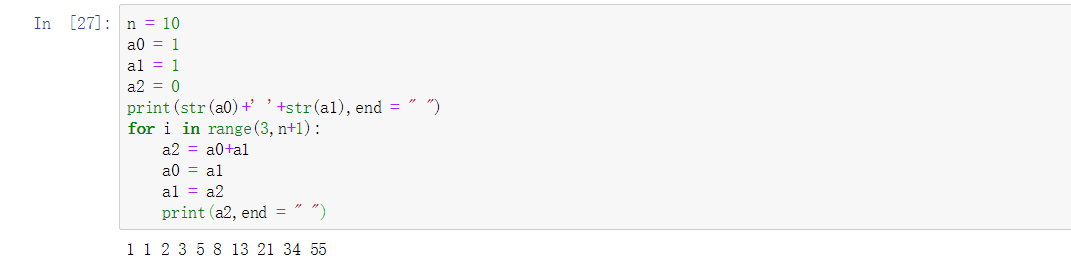 In [27]: n = 10
a0 = 1
a1 = 1
a2 = 0
print(str(a0)+' '+str(a1),end = " ")
for i in range(3,n+1):
    a2 = a0+a1
    a0 = a1
    a1 = a2
    print(a2,end = " ")
1 1 2 3 5 8 13 21 34 55